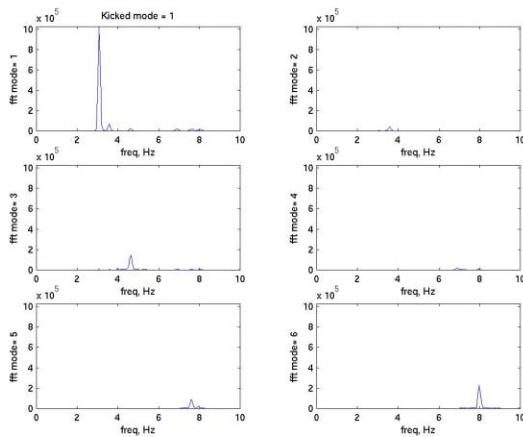 Kicked mode = 1
x 10^5
10
8
6
4
2
0
0 2 4 6 8 10
freq, Hz
fft mode= 1
x 10^5
10
8
6
4
2
0
0 2 4 6 8 10
freq, Hz
fft mode= 2
x 10^5
10
8
6
4
2
0
0 2 4 6 8 10
freq, Hz
fft mode= 3
x 10^5
10
8
6
4
2
0
0 2 4 6 8 10
freq, Hz
fft mode= 4
x 10^5
10
8
6
4
2
0
0 2 4 6 8 10
freq, Hz
fft mode= 5
x 10^5
10
8
6
4
2
0
0 2 4 6 8 10
freq, Hz
fft mode= 6